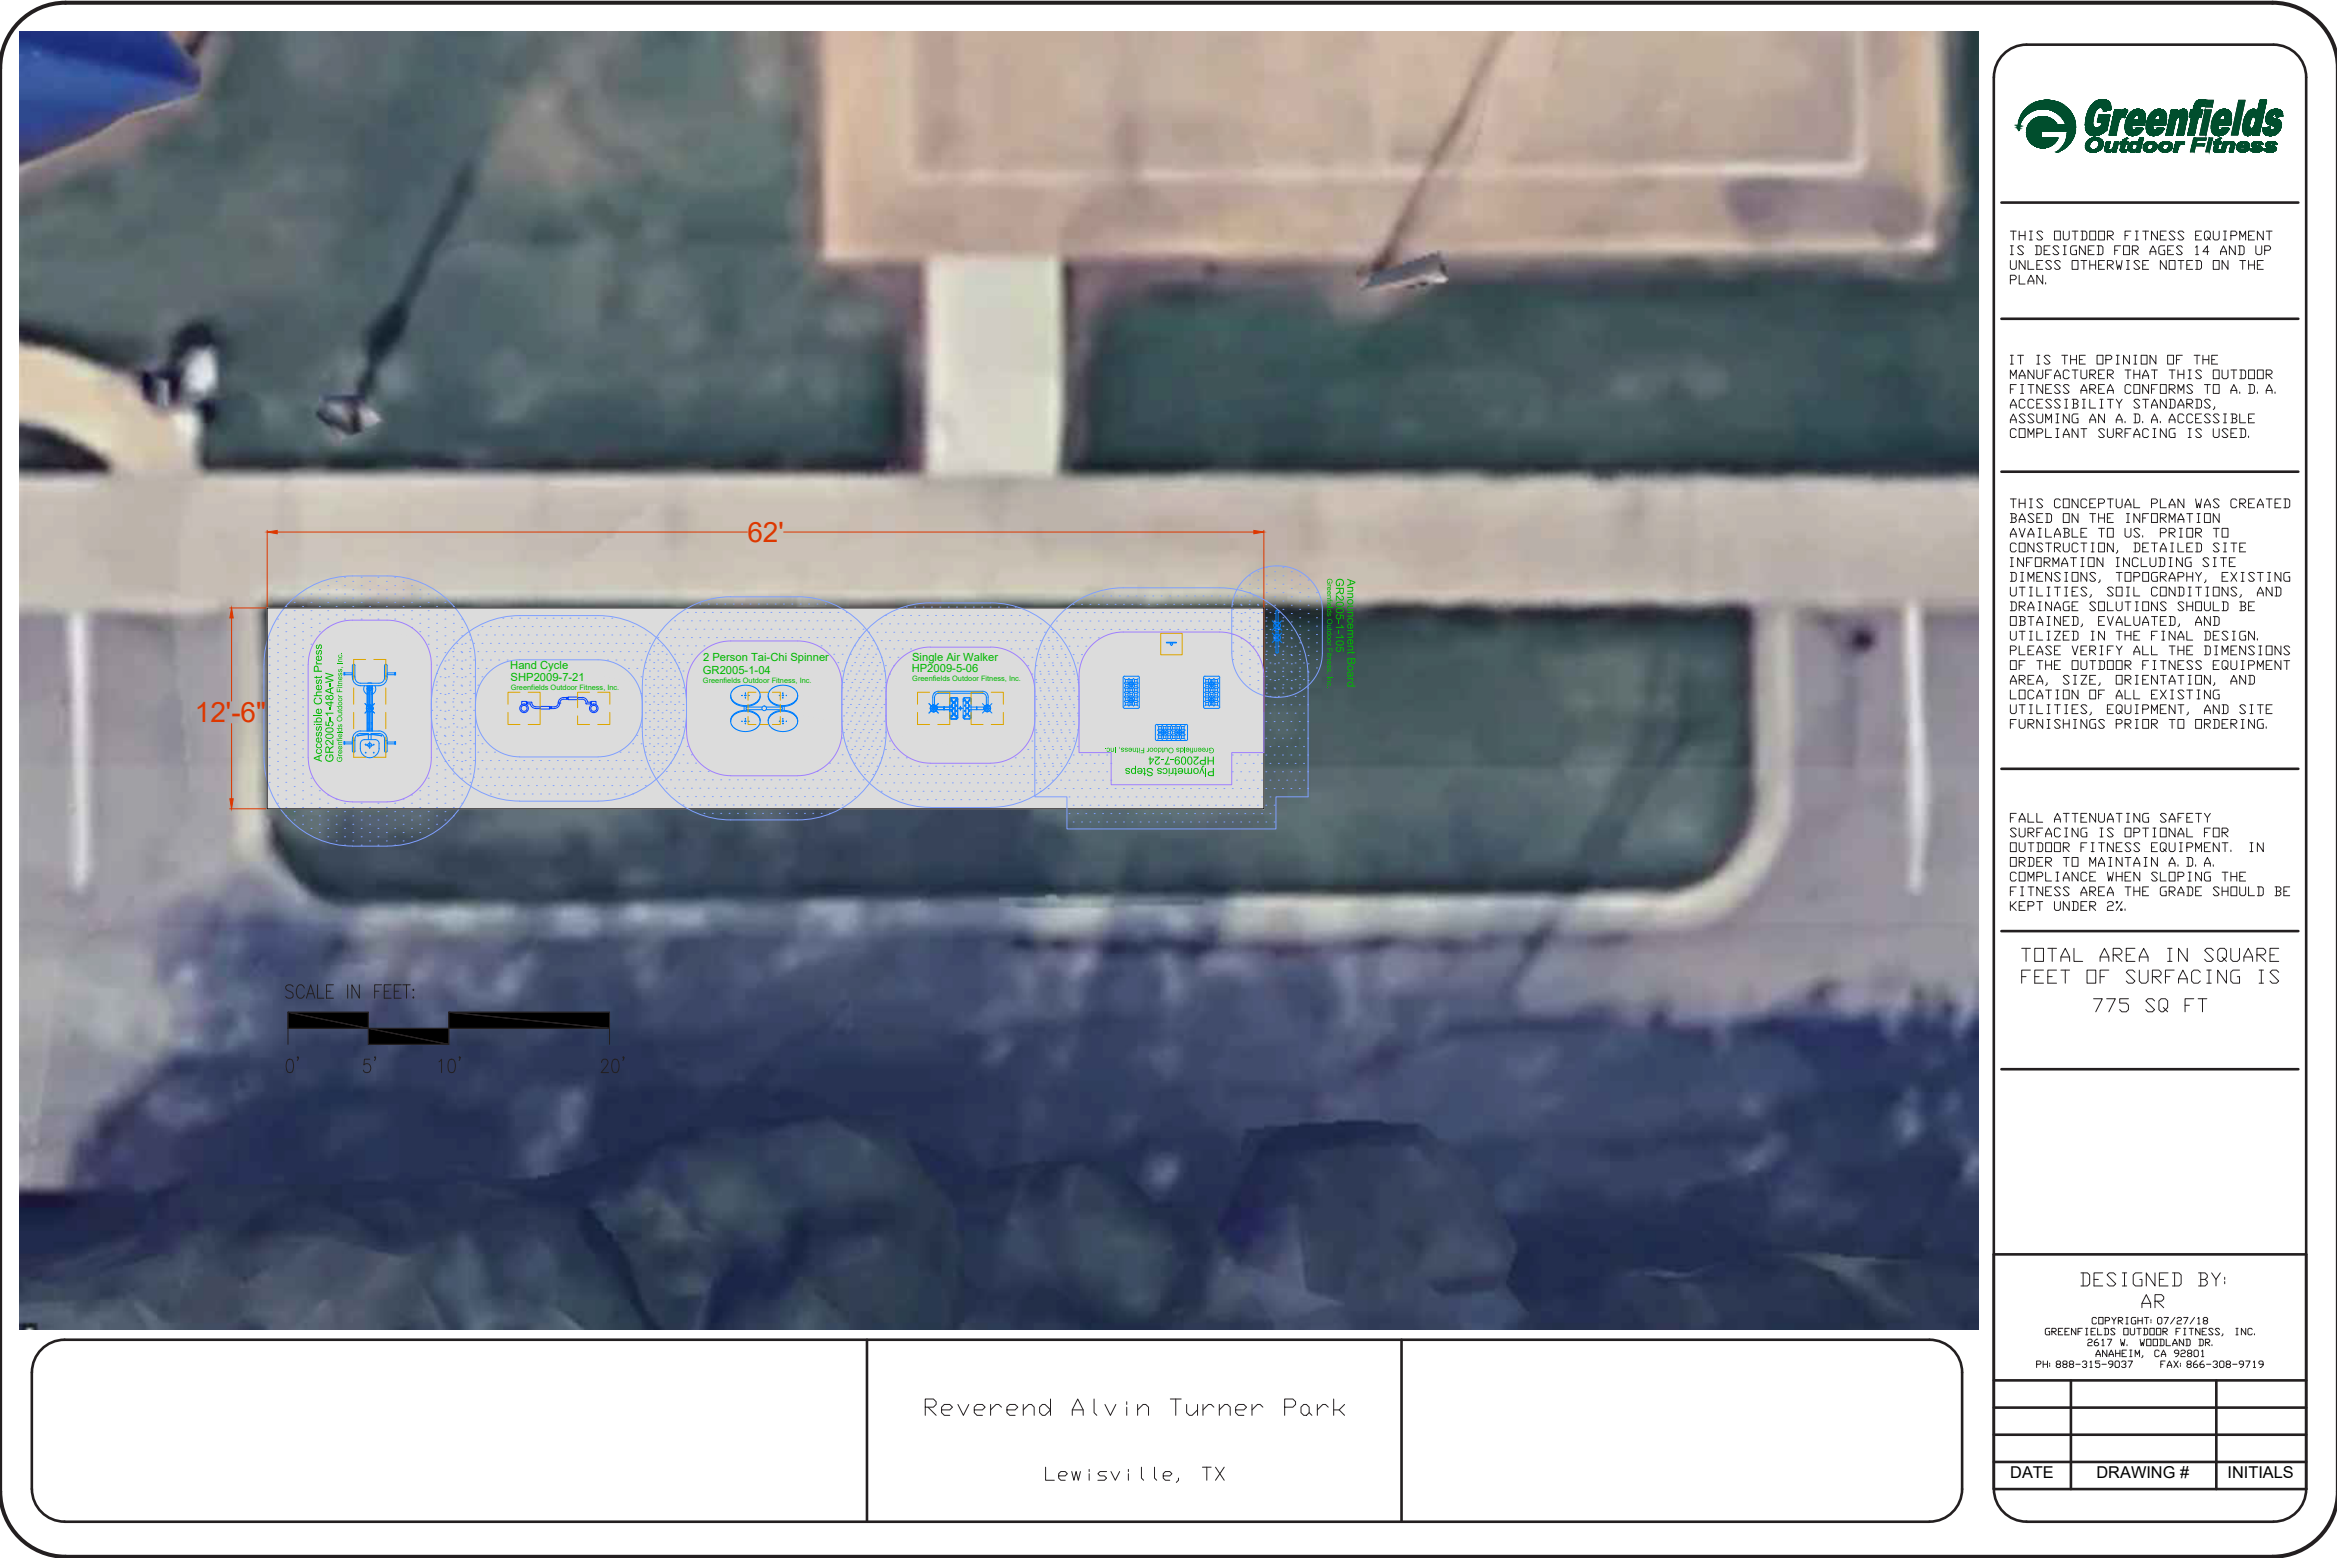 62'
12'-6"
Accessible Chest Press
GR2005-1-48A-W
Greenfields Outdoor Fitness, Inc.
Hand Cycle
SHP2009-7-21
Greenfields Outdoor Fitness, Inc.
2 Person Tai-Chi Spinner
GR2005-1-04
Greenfields Outdoor Fitness, Inc.
Single Air Walker
HP2009-5-06
Greenfields Outdoor Fitness, Inc.
Plyometrics Steps
HP2009-7-24
Greenfields Outdoor Fitness, Inc.
Announcement Board
GR2005-1-105
Greenfields Outdoor Fitness, Inc.
SCALE IN FEET:
0' 5' 10' 20'
Reverend Alvin Turner Park
Lewisville, TX
Greenfields
Outdoor Fitness
THIS OUTDOOR FITNESS EQUIPMENT
IS DESIGNED FOR AGES 14 AND UP
UNLESS OTHERWISE NOTED ON THE
PLAN.
IT IS THE OPINION OF THE
MANUFACTURER THAT THIS OUTDOOR
FITNESS AREA CONFORMS TO A.D.A.
ACCESSIBILITY STANDARDS,
ASSUMING AN A.D.A. ACCESSIBLE
COMPLIANT SURFACING IS USED.
THIS CONCEPTUAL PLAN WAS CREATED
BASED ON THE INFORMATION
AVAILABLE TO US. PRIOR TO
CONSTRUCTION, DETAILED SITE
INFORMATION INCLUDING SITE
DIMENSIONS, TOPOGRAPHY, EXISTING
UTILITIES, SOIL CONDITIONS, AND
DRAINAGE SOLUTIONS SHOULD BE
OBTAINED, EVALUATED, AND
UTILIZED IN THE FINAL DESIGN.
PLEASE VERIFY ALL THE DIMENSIONS
OF THE OUTDOOR FITNESS EQUIPMENT
AREA, SIZE, ORIENTATION, AND
LOCATION OF ALL EXISTING
UTILITIES, EQUIPMENT, AND SITE
FURNISHINGS PRIOR TO ORDERING.
FALL ATTENUATING SAFETY
SURFACING IS OPTIONAL FOR
OUTDOOR FITNESS EQUIPMENT. IN
ORDER TO MAINTAIN A.D.A.
COMPLIANCE WHEN SLOPING THE
FITNESS AREA THE GRADE SHOULD BE
KEPT UNDER 2%.
TOTAL AREA IN SQUARE
FEET OF SURFACING IS
775 SQ FT
DESIGNED BY:
AR
COPYRIGHT: 07/27/18
GREENFIELDS OUTDOOR FITNESS, INC.
2617 W. WOODLAND DR.
ANAHEIM, CA 92801
PH: 888-315-9037 FAX: 866-308-9719
DATE DRAWING # INITIALS